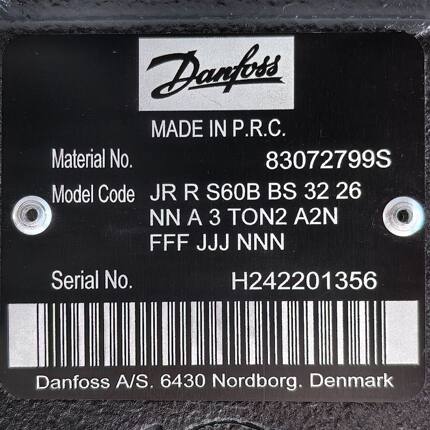 Danfoss
MADE IN P.R.C.
Material No. 83072799S
Model Code JR R S60B BS 32 26
NN A 3 TON2 A2N
FFF JJJ NNN
Serial No. H242201356
Danfoss A/S. 6430 Nordborg. Denmark